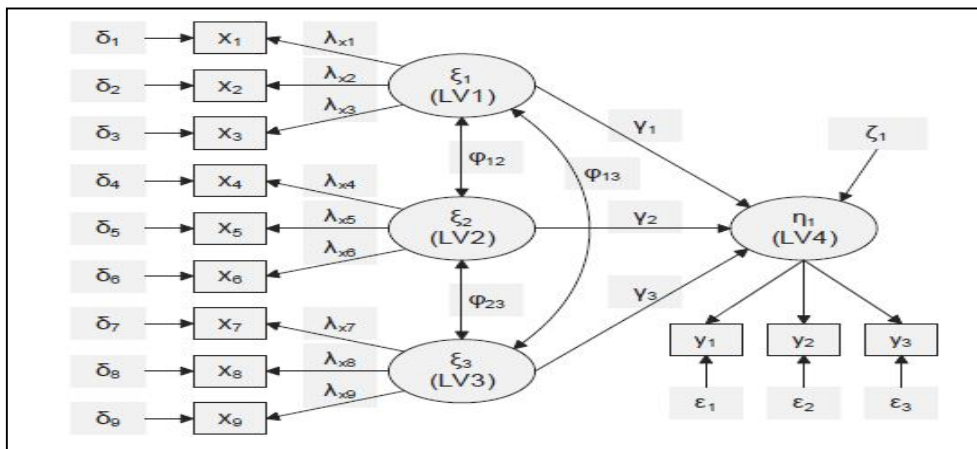 δ₁ x₁ λₓ₁
ξ₁
(LV1)
δ₂ x₂ λₓ₂
δ₃ x₃ λₓ₃
γ₁
ζ₁
φ₁₂
φ₁₃
δ₄ x₄ λₓ₄
δ₅ x₅ λₓ₅
ξ₂
(LV2)
γ₂
η₁
(LV4)
δ₆ x₆ λₓ₆
φ₂₃
γ₃
δ₇ x₇ λₓ₇
δ₈ x₈ λₓ₈
ξ₃
(LV3)
δ₉ x₉ λₓ₉
y₁ y₂ y₃
ε₁ ε₂ ε₃